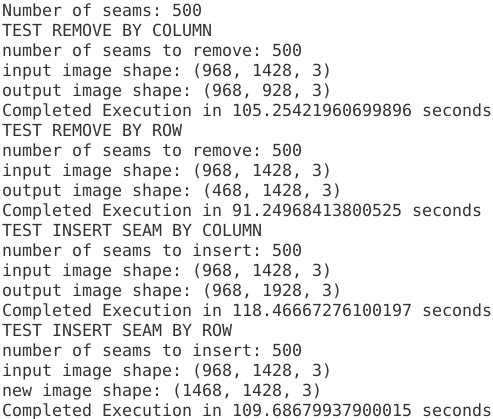 Number of seams: 500
TEST REMOVE BY COLUMN
number of seams to remove: 500
input image shape: (968, 1428, 3)
output image shape: (968, 928, 3)
Completed Execution in 105.25421960699896 seconds
TEST REMOVE BY ROW
number of seams to remove: 500
input image shape: (968, 1428, 3)
output image shape: (468, 1428, 3)
Completed Execution in 91.24968413800525 seconds
TEST INSERT SEAM BY COLUMN
number of seams to insert: 500
input image shape: (968, 1428, 3)
output image shape: (968, 1928, 3)
Completed Execution in 118.46667276100197 seconds
TEST INSERT SEAM BY ROW
number of seams to insert: 500
input image shape: (968, 1428, 3)
new image shape: (1468, 1428, 3)
Completed Execution in 109.68679937900015 seconds